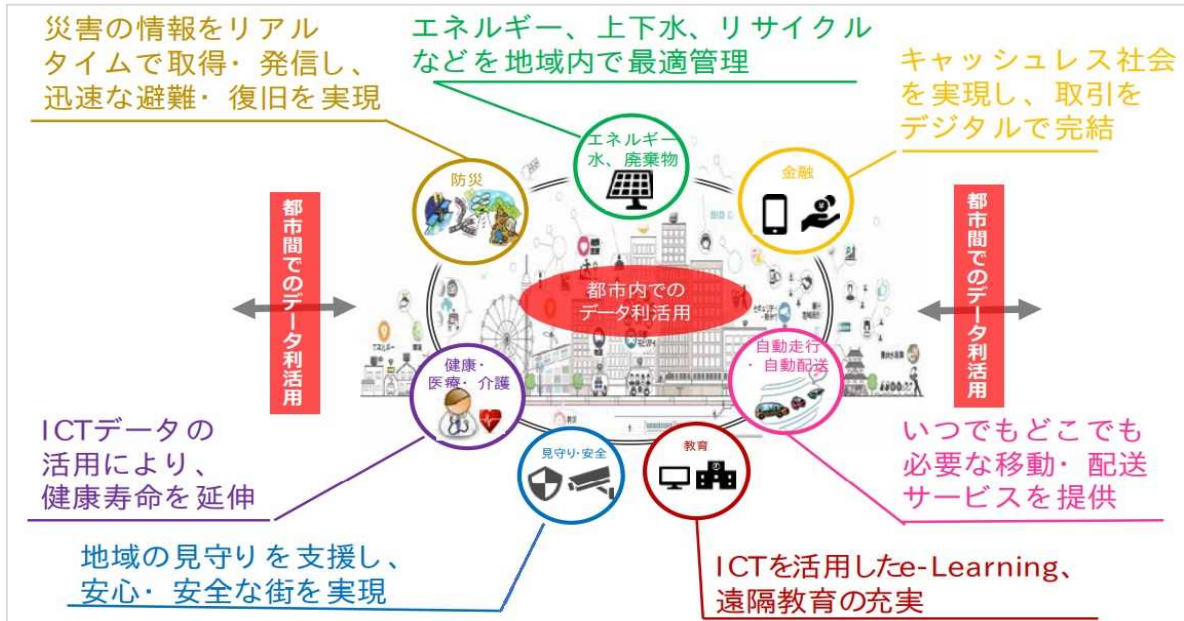 災害の情報をリアル
タイムで取得・発信し、
迅速な避難・復旧を実現
エネルギー、上下水、リサイクル
などを地域内で最適管理
キャッシュレス社会
を実現し、取引を
デジタルで完結
防災
エネルギー
水、廃棄物
金融
都市間でのデータ利活用
都市内での
データ利活用
都市間でのデータ利活用
健康・
医療・介護
自動走行
・自動配送
見守り・安全
教育
ICTデータの
活用により、
健康寿命を延伸
いつでもどこでも
必要な移動・配送
サービスを提供
地域の見守りを支援し、
安心・安全な街を実現
ICTを活用したe-Learning、
遠隔教育の充実